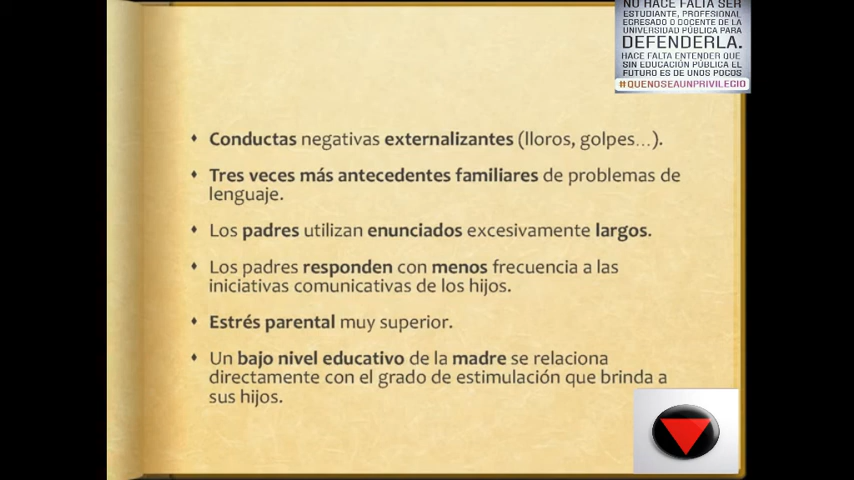 NO HACE FALTA SER
ESTUDIANTE, PROFESIONAL,
EGRESADO O DOCENTE DE LA
UNIVERSIDAD PÚBLICA PARA
DEFENDERLA.
HACE FALTA ENTENDER QUE
SIN EDUCACIÓN PÚBLICA EL
FUTURO ES DE UNOS POCOS
#QUENOSEAUNPRIVILEGIO
Conductas negativas externalizantes (lloros, golpes...).
Tres veces más antecedentes familiares de problemas de
lenguaje.
Los padres utilizan enunciados excesivamente largos.
Los padres responden con menos frecuencia a las
iniciativas comunicativas de los hijos.
Estrés parental muy superior.
Un bajo nivel educativo de la madre se relaciona
directamente con el grado de estimulación que brinda a
sus hijos.